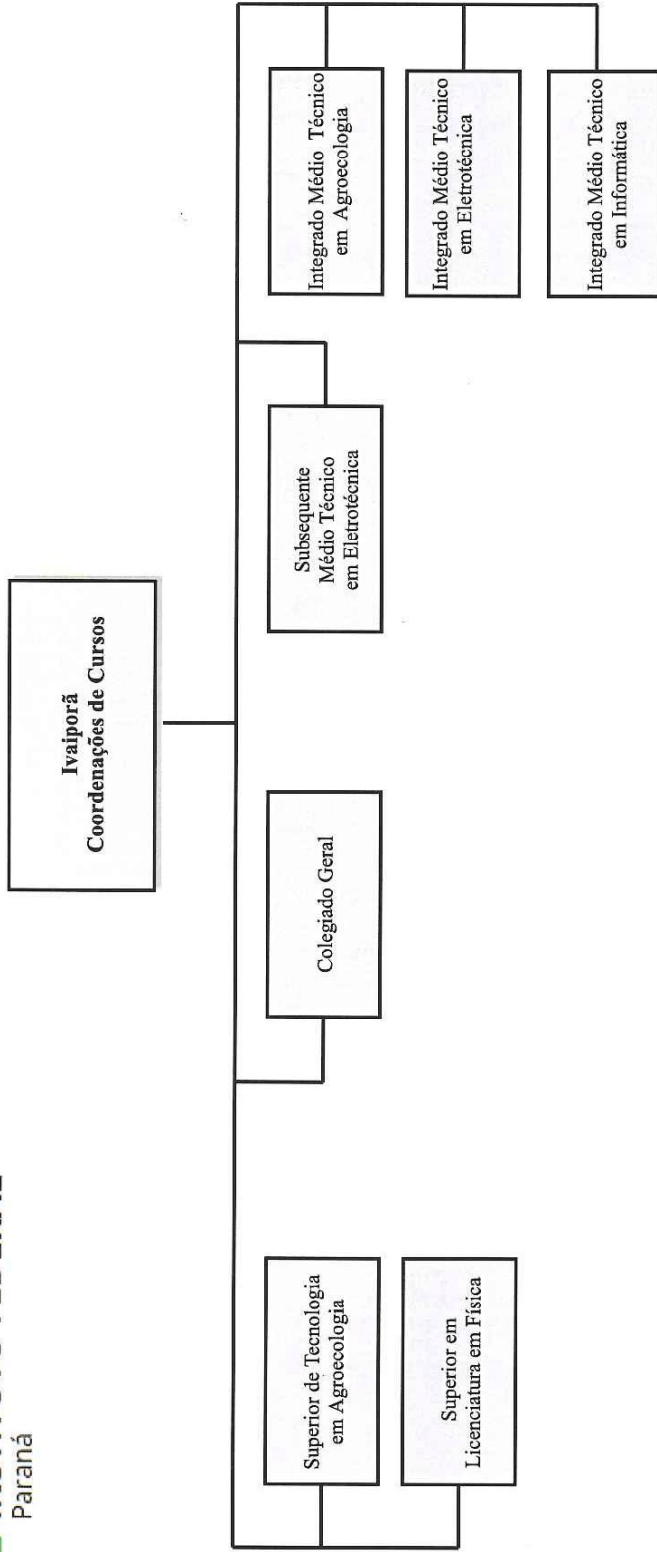 Paraná
Ivaiporã
Coordenações de Cursos
Superior de Tecnologia
em Agroecologia
Superior em
Licenciatura em Física
Colegiado Geral
Subsequente
Médio Técnico
em Eletrotécnica
Integrado Médio Técnico
em Agroecologia
Integrado Médio Técnico
em Eletrotécnica
Integrado Médio Técnico
em Informática